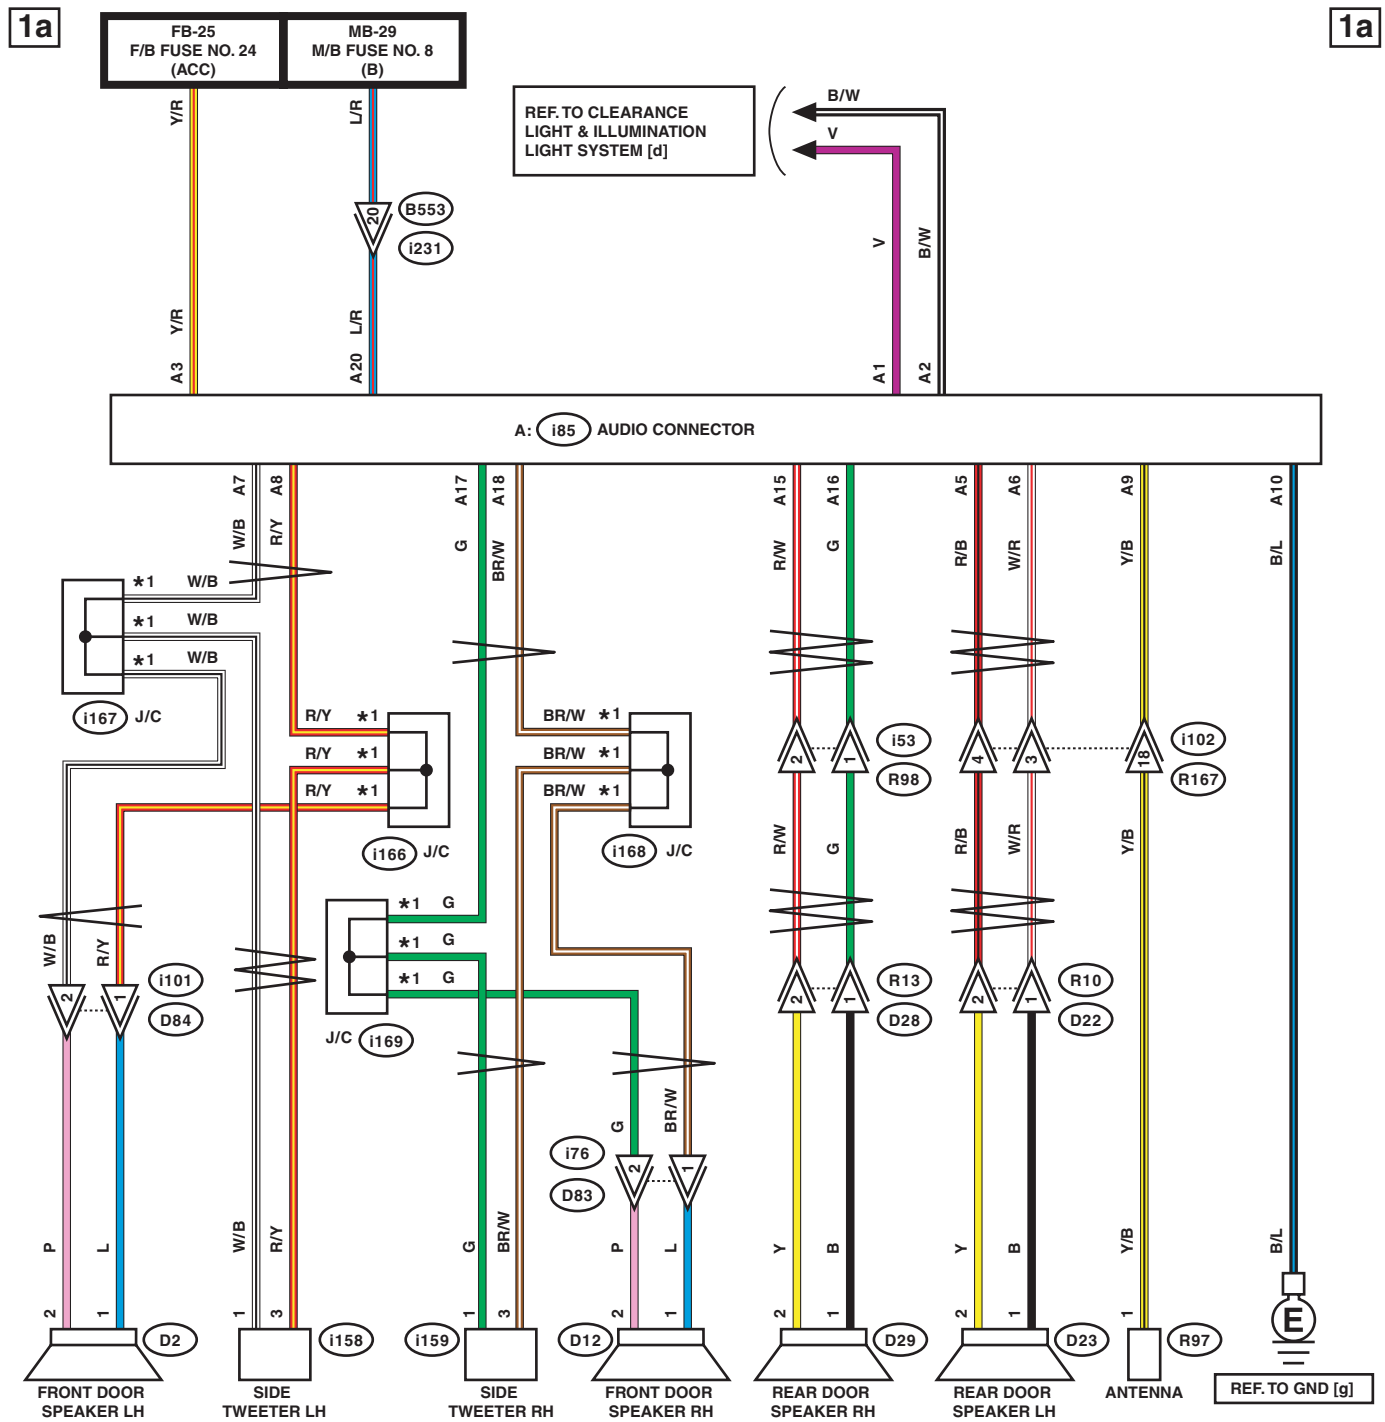 1a
1a
FB-25
F/B FUSE NO. 24
(ACC)
MB-29
M/B FUSE NO. 8
(B)
REF. TO CLEARANCE
LIGHT & ILLUMINATION
LIGHT SYSTEM [d]
B/W
V
Y/R
L/R
20
B553
i231
V
B/W
Y/R
L/R
A3
A20
A1
A2
A: i85 AUDIO CONNECTOR
A7
A8
A17
A18
A15
A16
A5
A6
A9
A10
W/B
R/Y
G
BR/W
R/W
G
R/B
W/R
Y/B
B/L
*1 W/B
*1 W/B
*1 W/B
i167 J/C
R/Y *1
R/Y *1
R/Y *1
i166 J/C
BR/W *1
BR/W *1
BR/W *1
i168 J/C
2
1
i53
R98
4
3
18
i102
R167
R/W
G
R/B
W/R
Y/B
*1 G
*1 G
*1 G
J/C i169
W/B
R/Y
2
1
i101
D84
2
1
R13
D28
2
1
R10
D22
G
BR/W
i76
D83
2
1
P
L
W/B
R/Y
G
BR/W
P
L
Y
B
Y
B
Y/B
B/L
2
1
1
3
1
3
2
1
2
1
2
1
1
E
D2
i158
i159
D12
D29
D23
R97
FRONT DOOR
SPEAKER LH
SIDE
TWEETER LH
SIDE
TWEETER RH
FRONT DOOR
SPEAKER RH
REAR DOOR
SPEAKER RH
REAR DOOR
SPEAKER LH
ANTENNA
REF. TO GND [g]